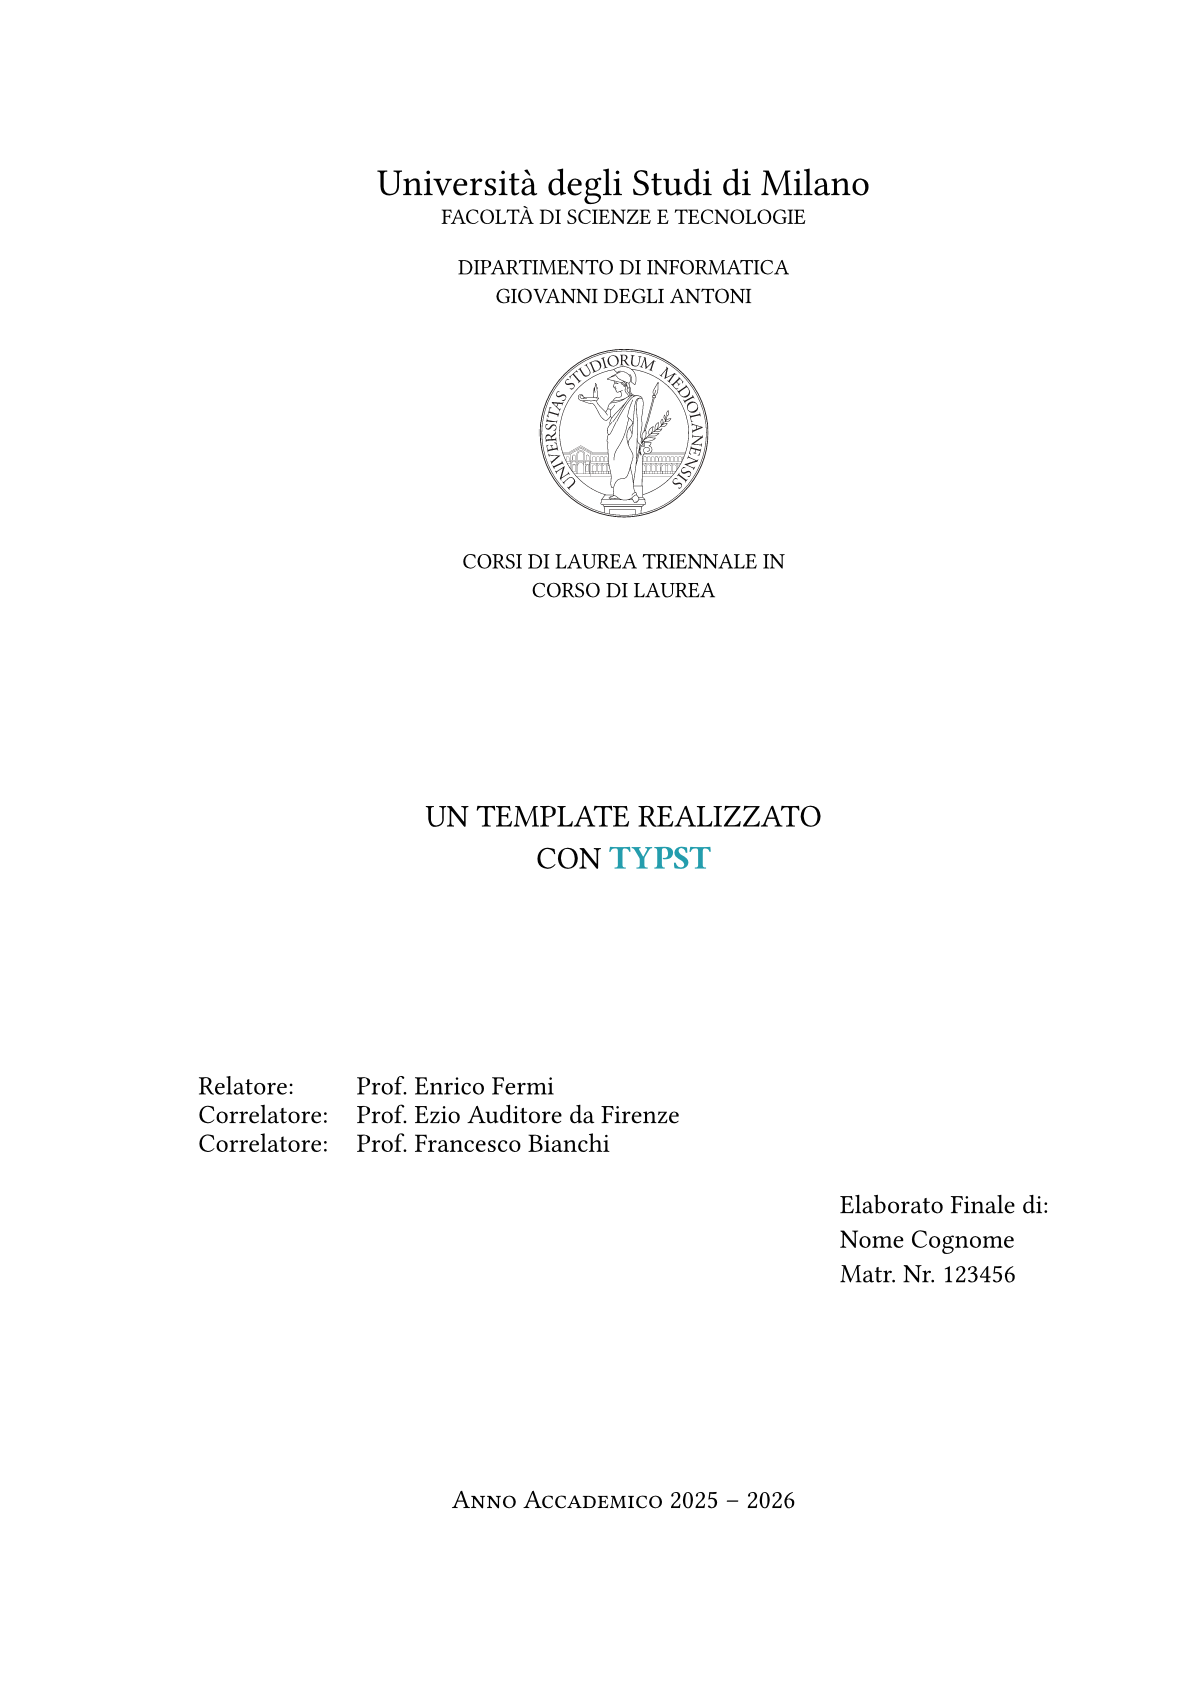 Università degli Studi di Milano
FACOLTÀ DI SCIENZE E TECNOLOGIE
DIPARTIMENTO DI INFORMATICA
GIOVANNI DEGLI ANTONI
UNIVERSITAS STUDIORUM MEDIOLANENSIS
CORSI DI LAUREA TRIENNALE IN
CORSO DI LAUREA
UN TEMPLATE REALIZZATO
CON TYPST
Relatore: Prof. Enrico Fermi
Correlatore: Prof. Ezio Auditore da Firenze
Correlatore: Prof. Francesco Bianchi
Elaborato Finale di:
Nome Cognome
Matr. Nr. 123456
Anno Accademico 2025 – 2026